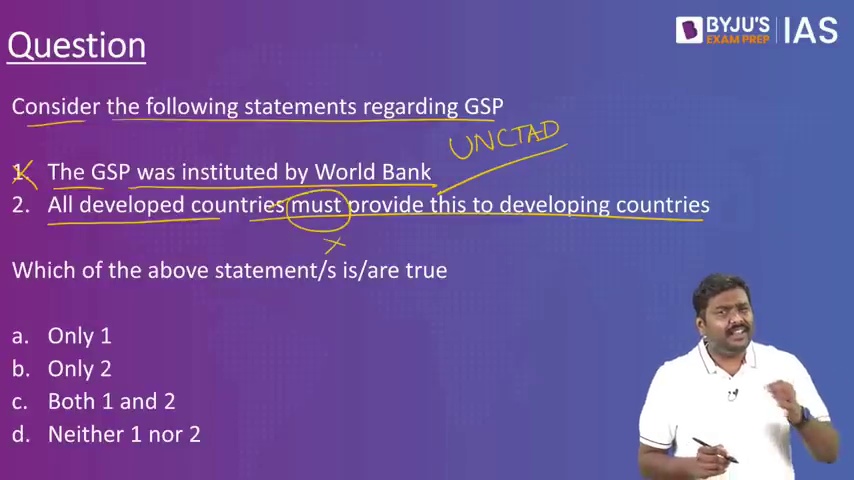 BYJU'S
EXAM PREP
IAS
Question
Consider the following statements regarding GSP
UNCTAD
1. The GSP was instituted by World Bank
2. All developed countries must provide this to developing countries
Which of the above statement/s is/are true
a. Only 1
b. Only 2
c. Both 1 and 2
d. Neither 1 nor 2